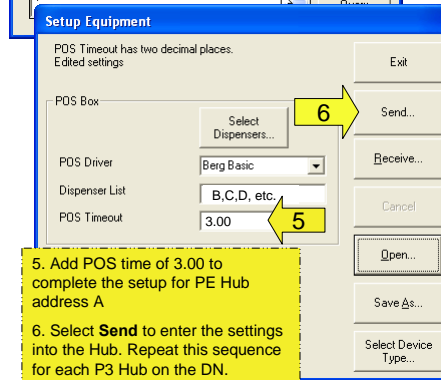 Setup Equipment
POS Timeout has two decimal places.
Edited settings
Exit
POS Box
Select
Dispensers...
6
Send...
POS Driver
Berg Basic
Receive...
Dispenser List
B,C,D, etc.
Cancel
POS Timeout
3.00
5
Open...
5. Add POS time of 3.00 to
complete the setup for PE Hub
address A
6. Select Send to enter the settings
into the Hub. Repeat this sequence
for each P3 Hub on the DN.
Save As...
Select Device
Type...